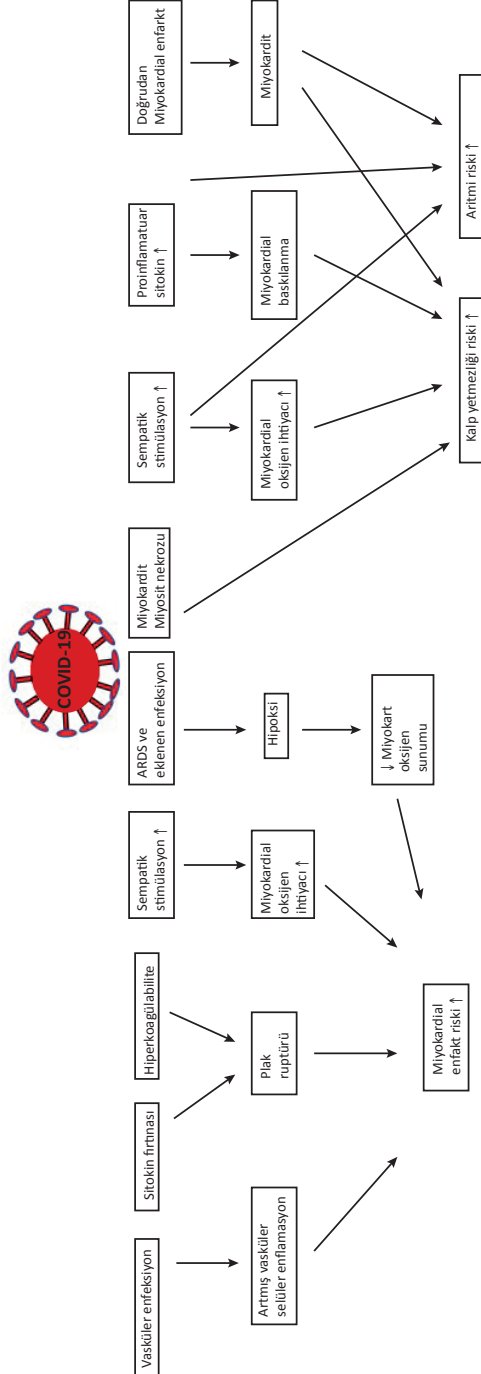 COVID-19
Vasküler enfeksiyon
Sitokin fırtınası
Hiperkoagülabilite
Sempatik
stimülasyon ↑
ARDS ve
eklenen enfeksiyon
Miyokardit
Miyosit nekrozu
Sempatik
stimülasyon ↑
Proinflamatuar
sitokin ↑
Doğrudan
Miyokardial enfarkt
Artmış vasküler
selüler enflamasyon
Plak
ruptürü
Miyokardial
oksijen
ihtiyacı ↑
Hipoksi
Miyokardial
oksijen ihtiyacı ↑
Miyokardial
baskılanma
Miyokardit
↓ Miyokart
oksijen
sunumu
Miyokardial
enfakt riski ↑
Kalp yetmezliği riski ↑
Aritmi riski ↑